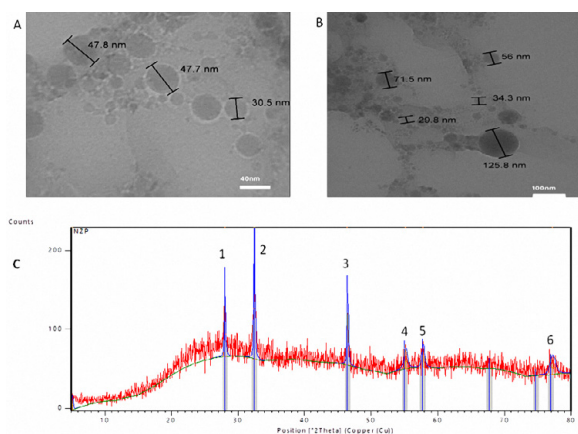 A
47.8 nm
47.7 nm
30.5 nm
40nm
B
56 nm
71.5 nm
34.3 nm
20.8 nm
125.8 nm
100nm
Counts
NZP
C
200
100
0
1
2
3
4
5
6
10
20
30
40
50
60
70
80
Position [°2Theta] (Copper (Cu))